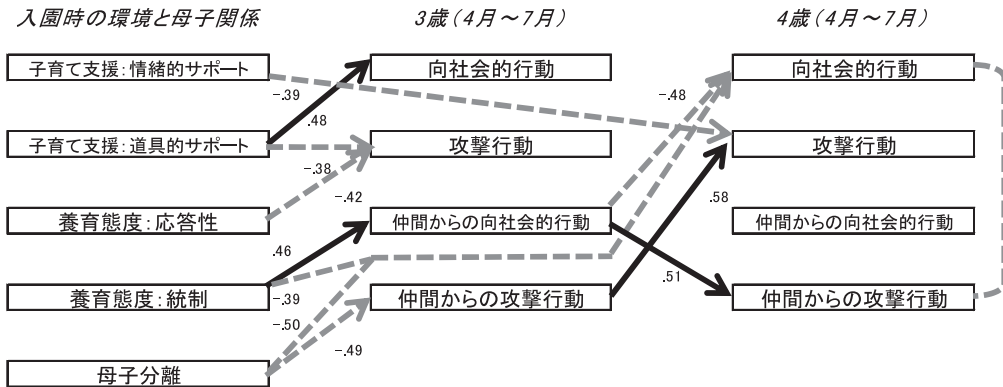 入園時の環境と母子関係
3歳（4月～7月）
4歳（4月～7月）
子育て支援：情緒的サポート
向社会的行動
向社会的行動
-.39
-.48
.48
子育て支援：道具的サポート
攻撃行動
攻撃行動
-.38
-.42
.58
養育態度：応答性
仲間からの向社会的行動
仲間からの向社会的行動
.46
.51
養育態度：統制
-.39
仲間からの攻撃行動
仲間からの攻撃行動
-.50
-.49
母子分離